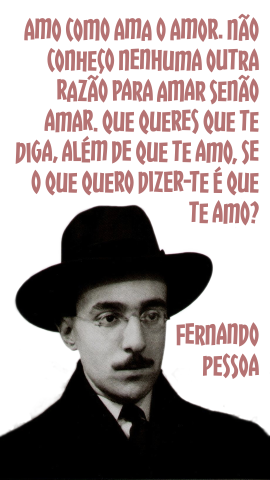 AMO COMO AMA O AMOR. NÃO
CONHEÇO NENHUMA OUTRA
RAZÃO PARA AMAR SENÃO
AMAR. QUE QUERES QUE TE
DIGA, ALÉM DE QUE TE AMO, SE
O QUE QUERO DIZER-TE É QUE
TE AMO?
FERNANDO
PESSOA